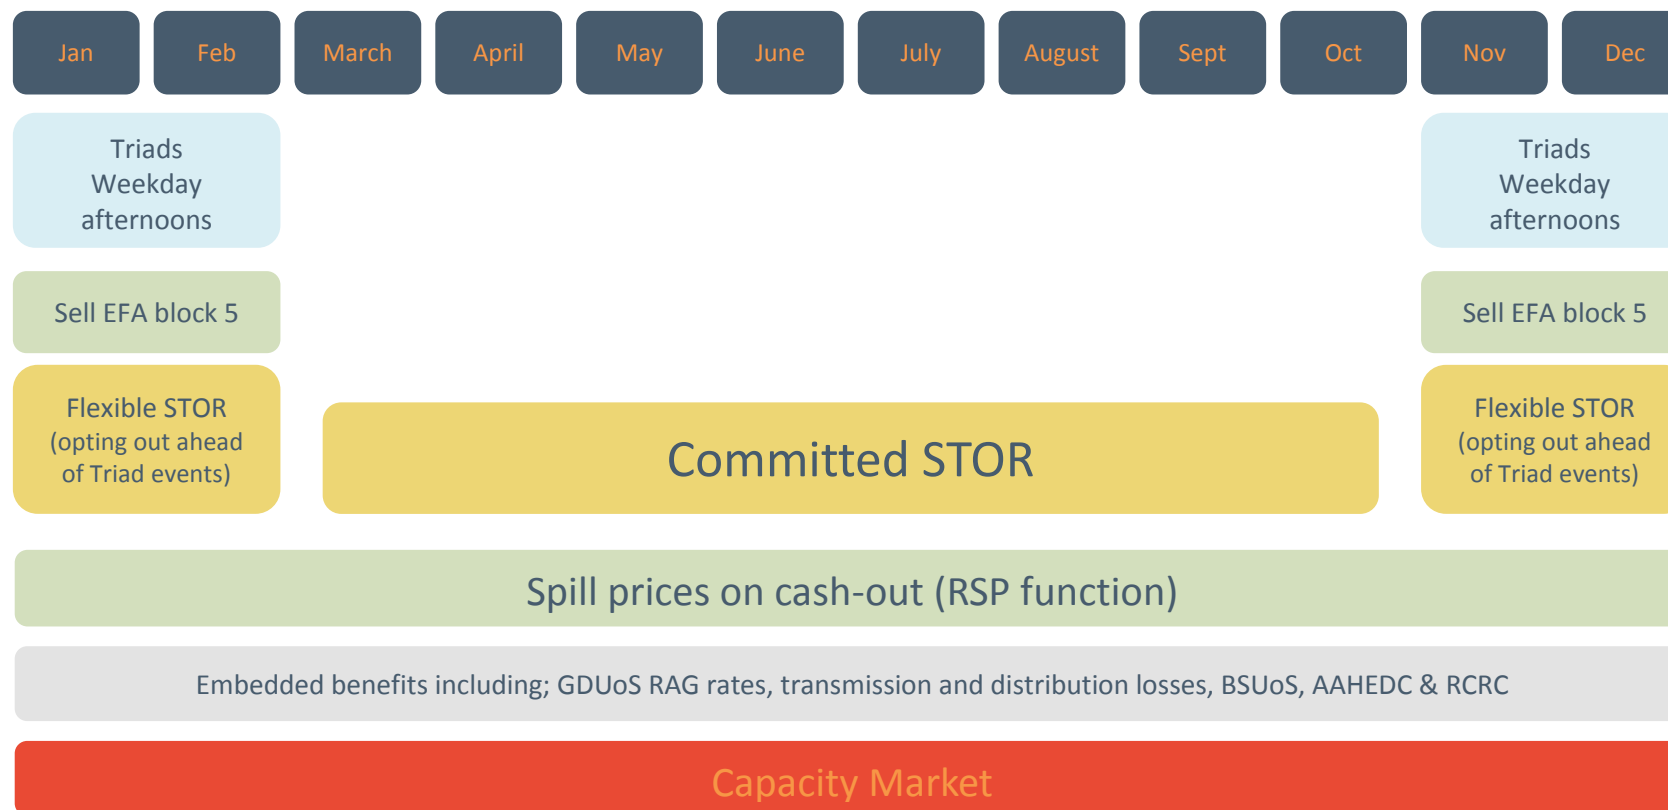 Jan
Feb
March
April
May
June
July
August
Sept
Oct
Nov
Dec
Triads
Weekday
afternoons
Triads
Weekday
afternoons
Sell EFA block 5
Sell EFA block 5
Flexible STOR
(opting out ahead
of Triad events)
Committed STOR
Flexible STOR
(opting out ahead
of Triad events)
Spill prices on cash-out (RSP function)
Embedded benefits including; GDUoS RAG rates, transmission and distribution losses, BSUoS, AAHEDC & RCRC
Capacity Market